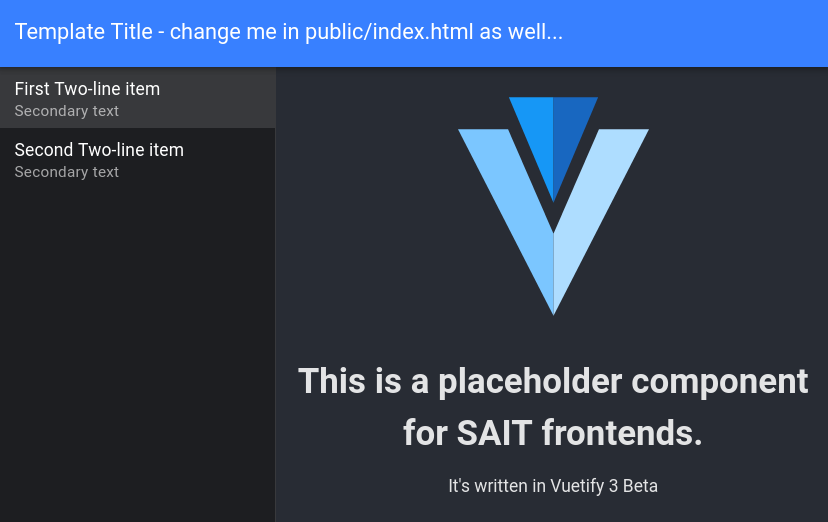 Template Title - change me in public/index.html as well...
First Two-line item
Secondary text
Second Two-line item
Secondary text
This is a placeholder component
for SAIT frontends.
It's written in Vuetify 3 Beta